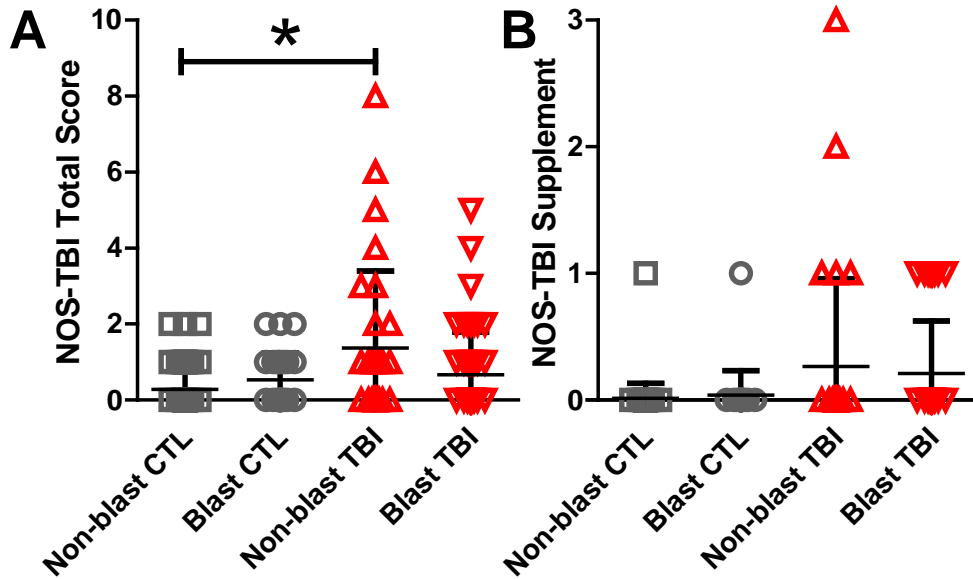 A
NOS-TBI Total Score
10
8
6
4
2
0
*
Non-blast CTL
Blast CTL
Non-blast TBI
Blast TBI
B
NOS-TBI Supplement
3
2
1
0
Non-blast CTL
Blast CTL
Non-blast TBI
Blast TBI